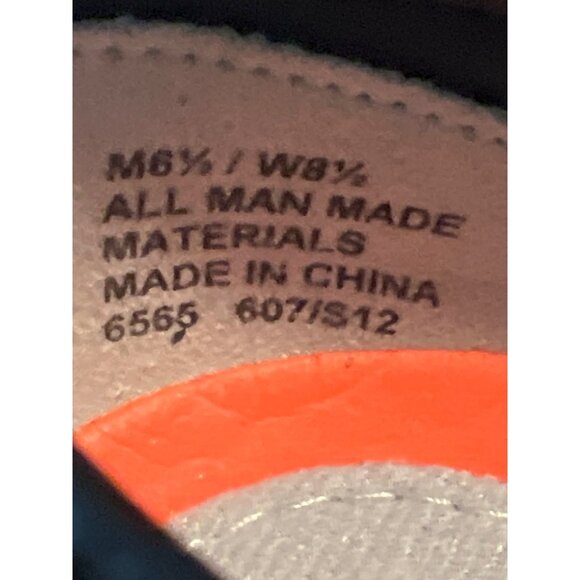 M6½ / W8½
ALL MAN MADE
MATERIALS
MADE IN CHINA
6565 607/S12